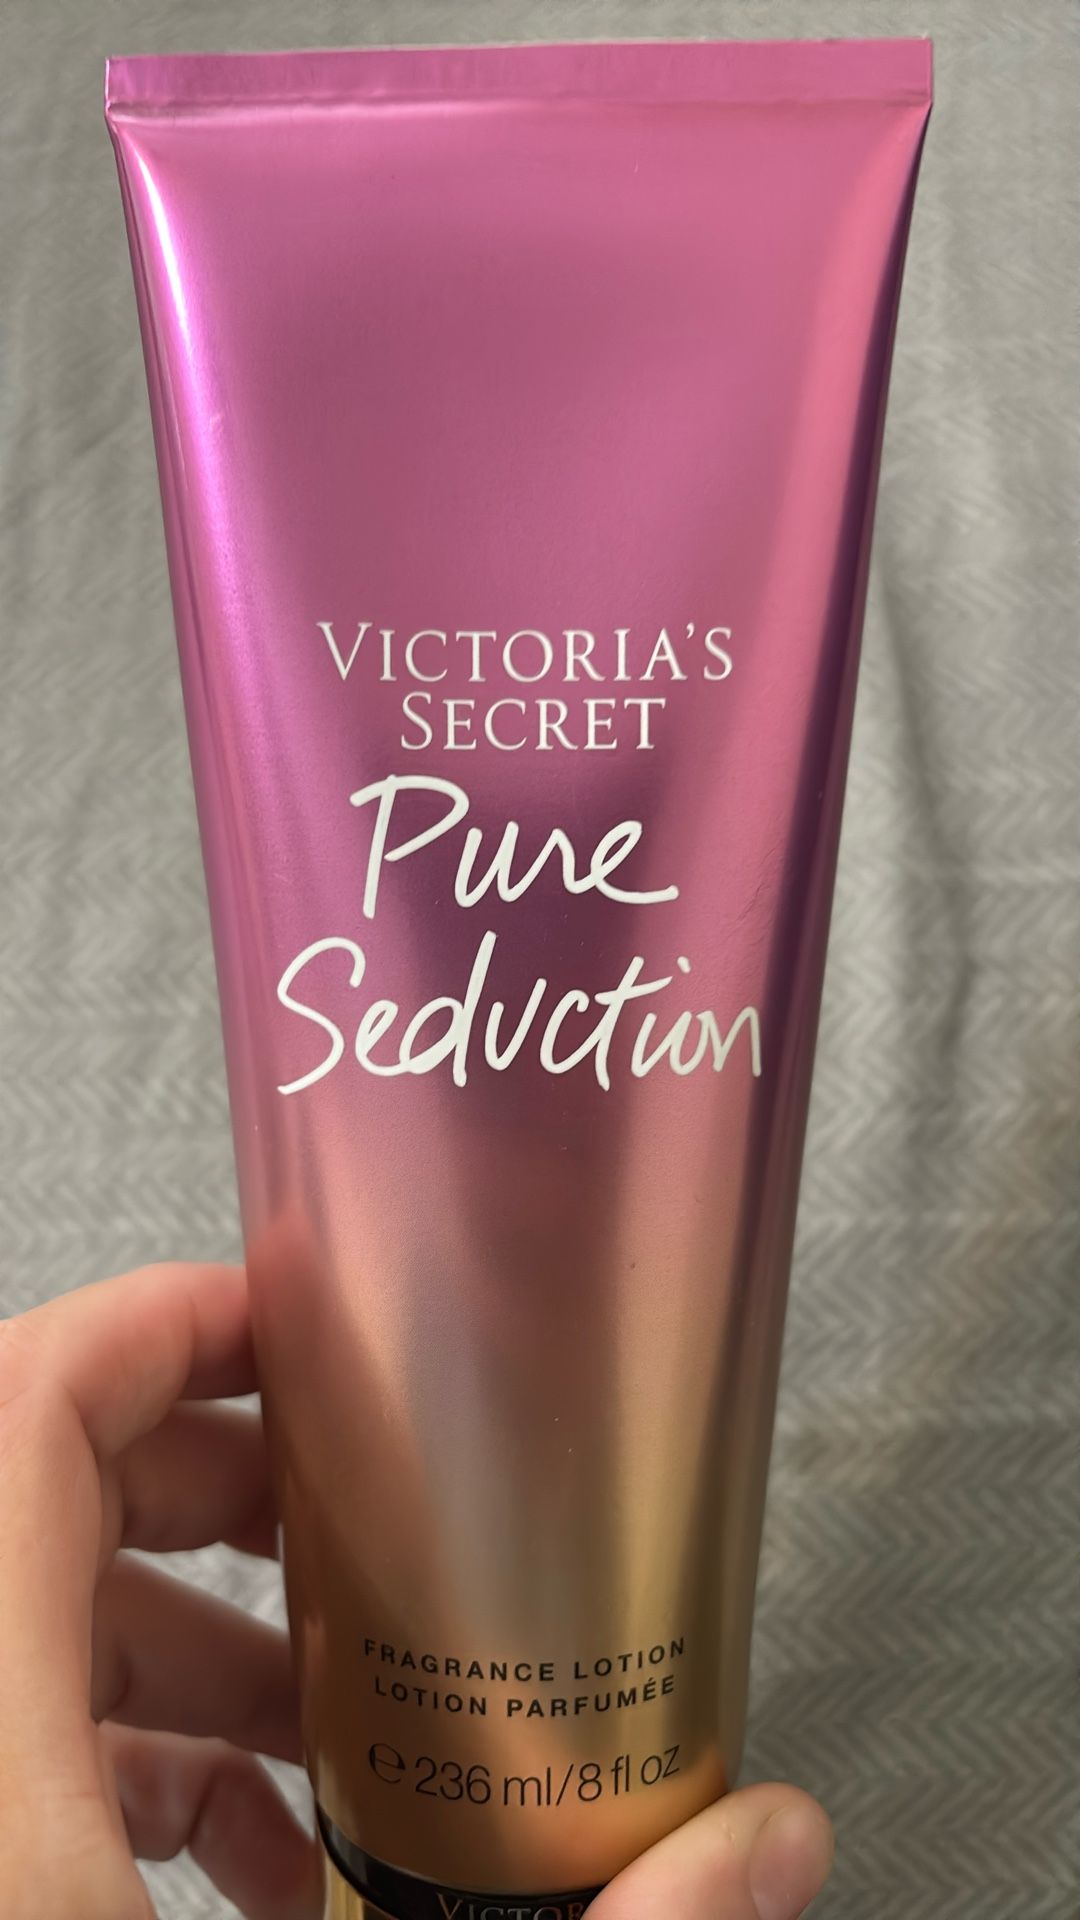 VICTORIA'S
SECRET
Pure
Seduction
FRAGRANCE LOTION
LOTION PARFUMÉE
℮ 236 ml/8 fl oz